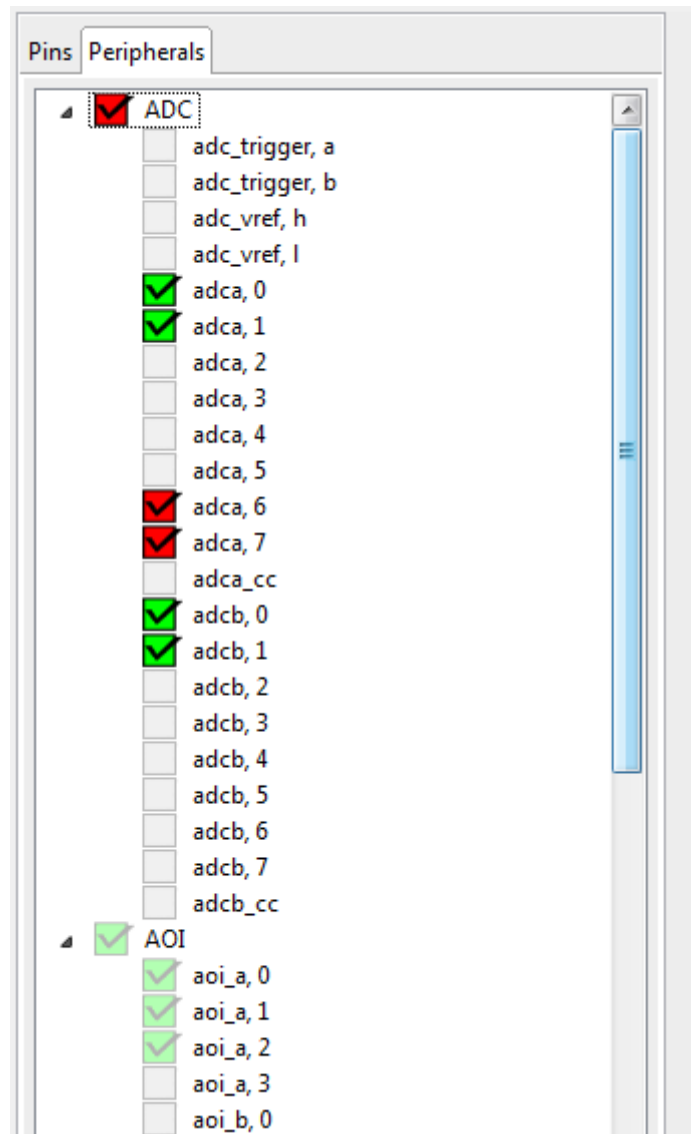 Pins Peripherals
ADC
adc_trigger, a
adc_trigger, b
adc_vref, h
adc_vref, l
adca, 0
adca, 1
adca, 2
adca, 3
adca, 4
adca, 5
adca, 6
adca, 7
adca_cc
adcb, 0
adcb, 1
adcb, 2
adcb, 3
adcb, 4
adcb, 5
adcb, 6
adcb, 7
adcb_cc
AOI
aoi_a, 0
aoi_a, 1
aoi_a, 2
aoi_a, 3
aoi_b, 0